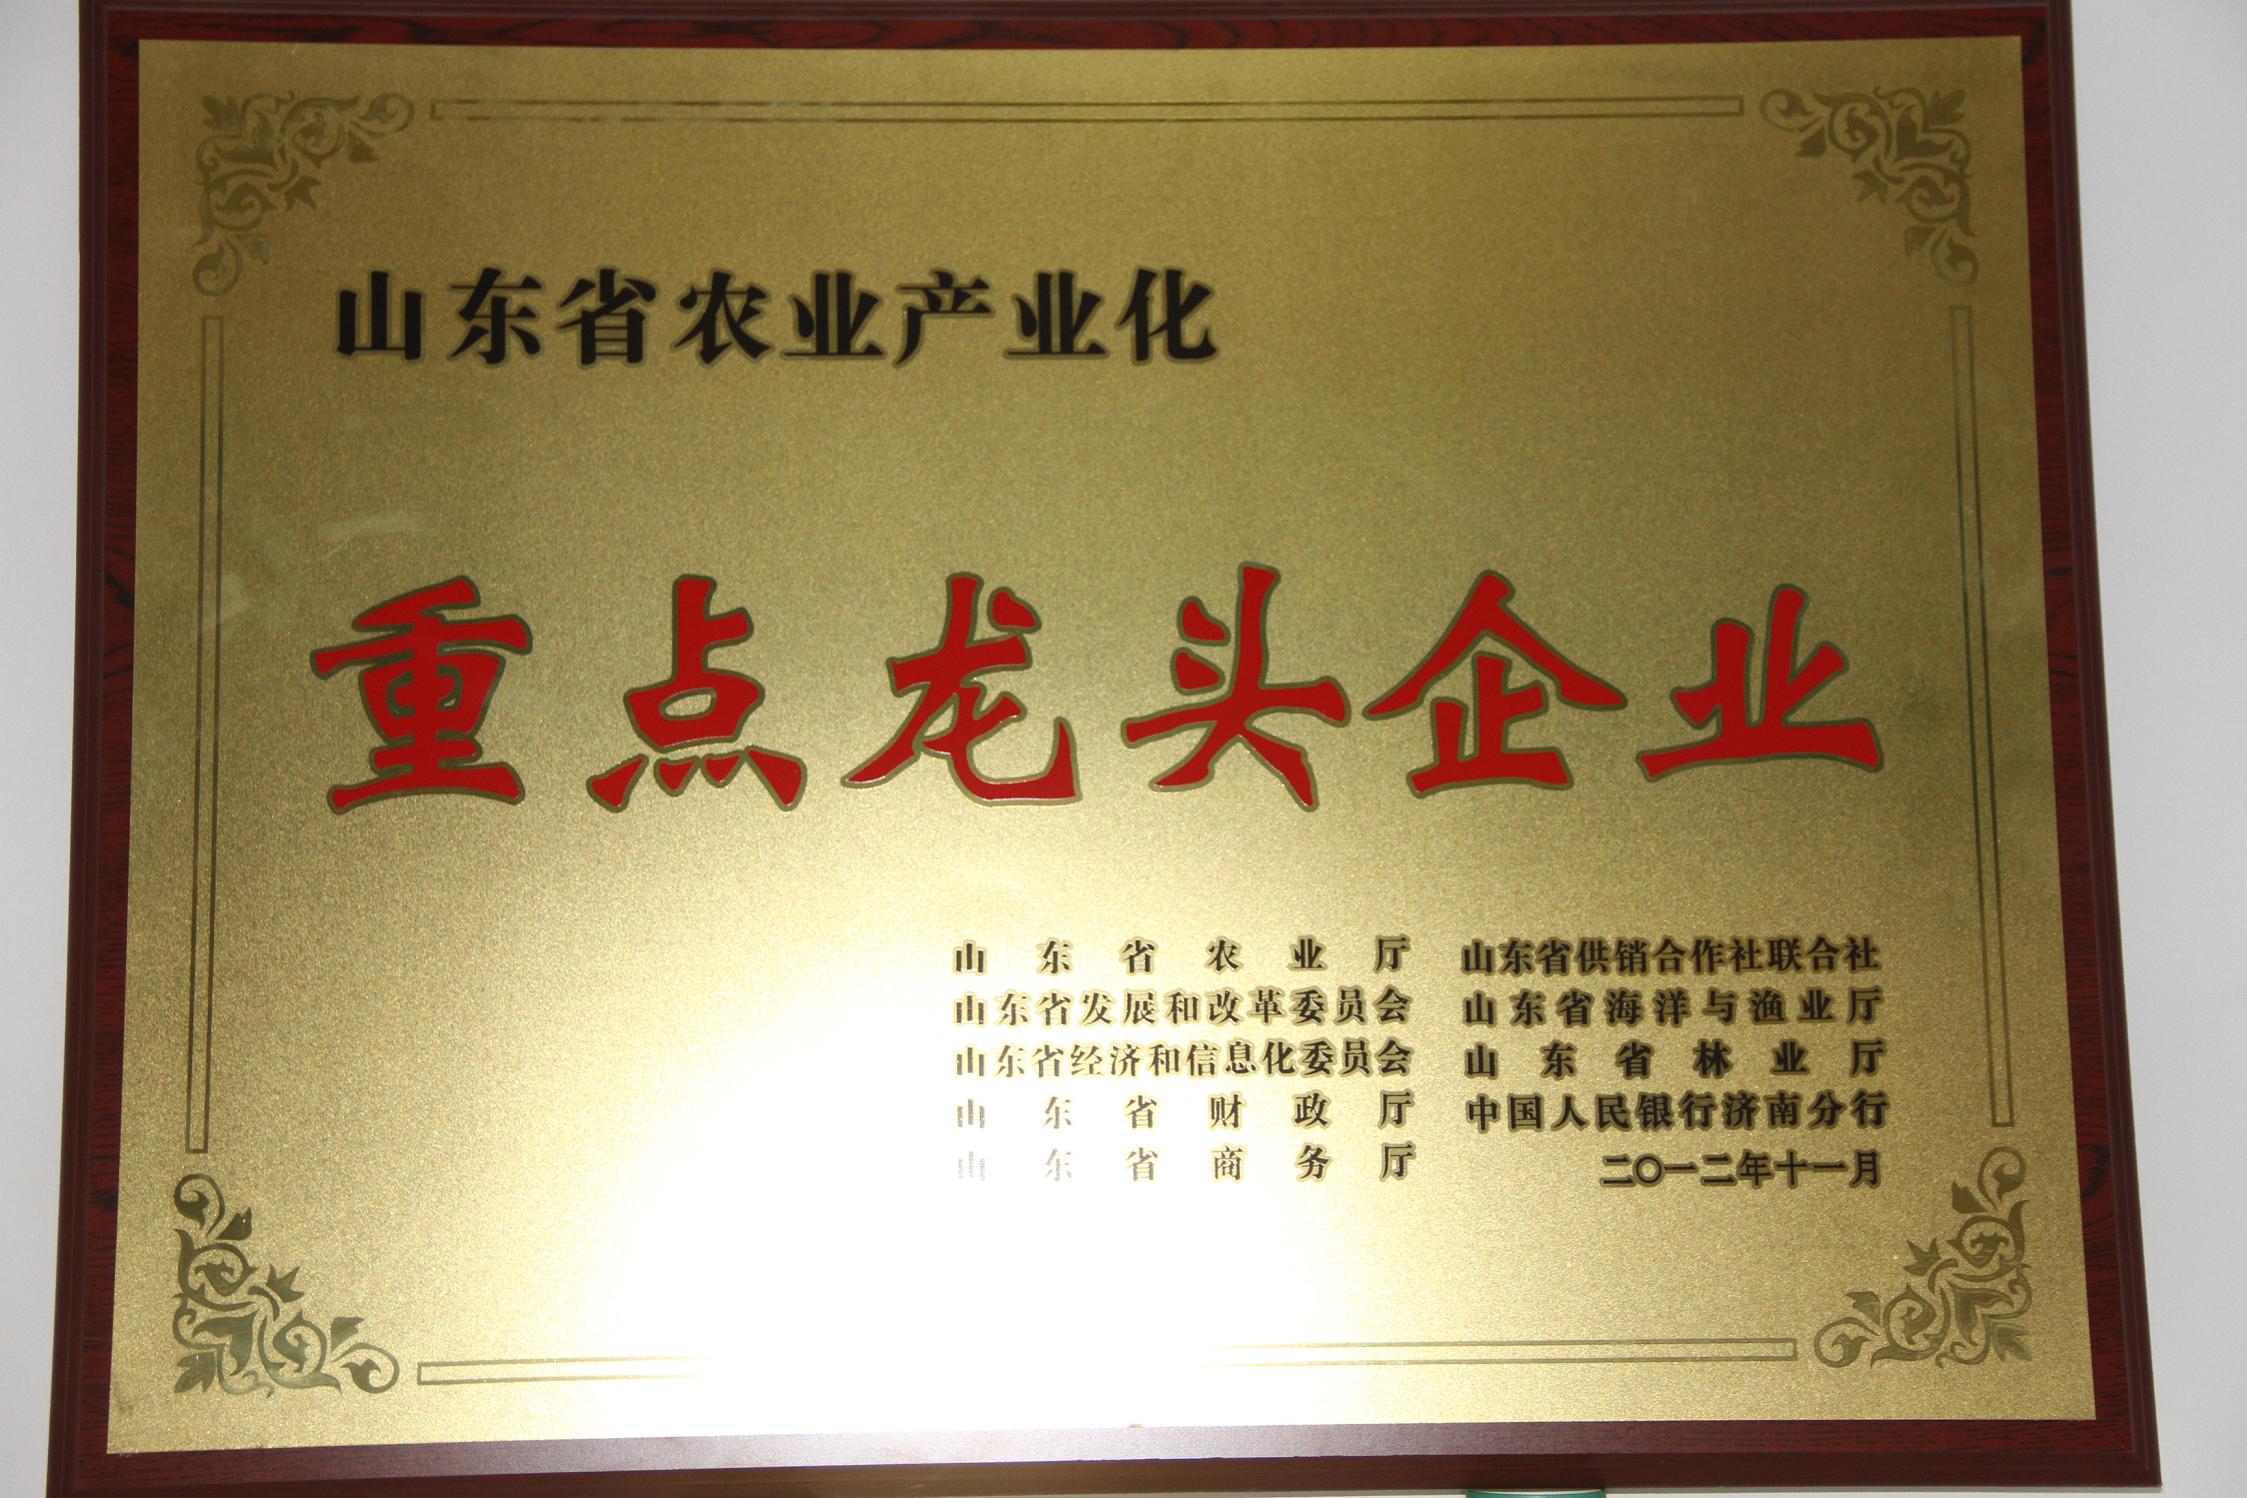 山东省农业产业化
重点龙头企业
山东省农业厅 山东省供销合作社联合社
山东省发展和改革委员会 山东省海洋与渔业厅
山东省经济和信息化委员会 山东省林业厅
山东省财政厅 中国人民银行济南分行
山东省商务厅 二〇一二年十一月